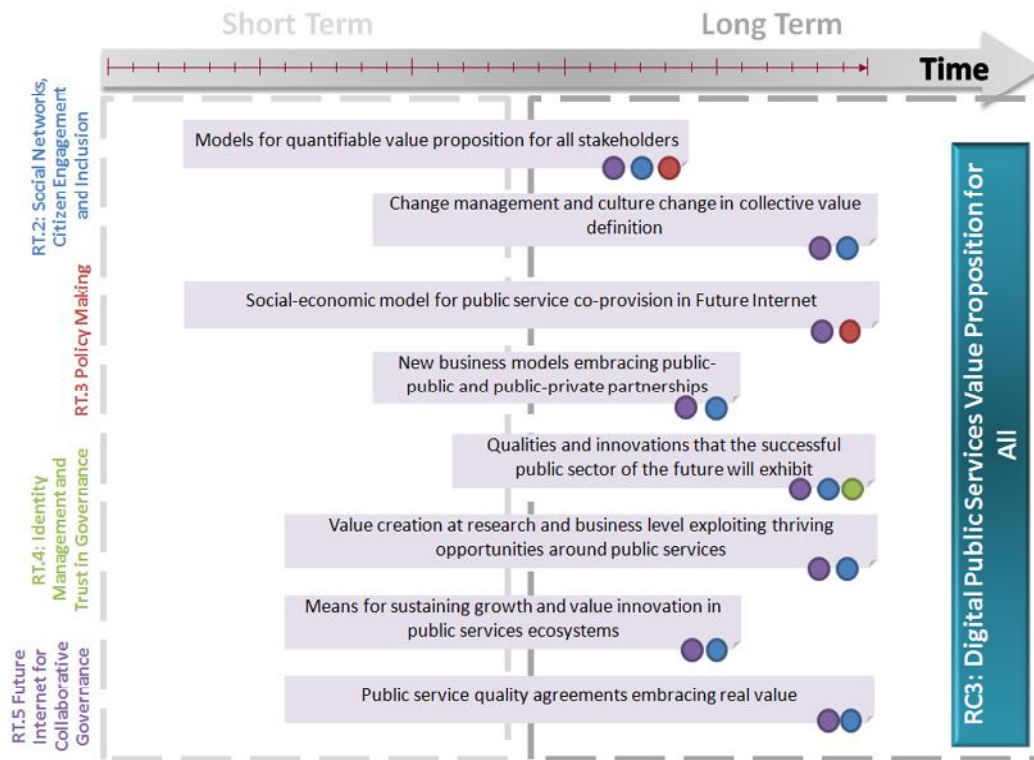 Short Term
Long Term
Time
RT.2: Social Networks,
Citizen Engagement
and Inclusion
Models for quantifiable value proposition for all stakeholders
Change management and culture change in collective value
definition
RT.3 Policy Making
Social-economic model for public service co-provision in Future Internet
New business models embracing public-
public and public-private partnerships
RT.4: Identity
Management and
Trust in Governance
Qualities and innovations that the successful
public sector of the future will exhibit
Value creation at research and business level exploiting thriving
opportunities around public services
Means for sustaining growth and value innovation in
public services ecosystems
RT.5 Future
Internet for
Collaborative
Governance
Public service quality agreements embracing real value
RC3: Digital Public Services Value Proposition for
All